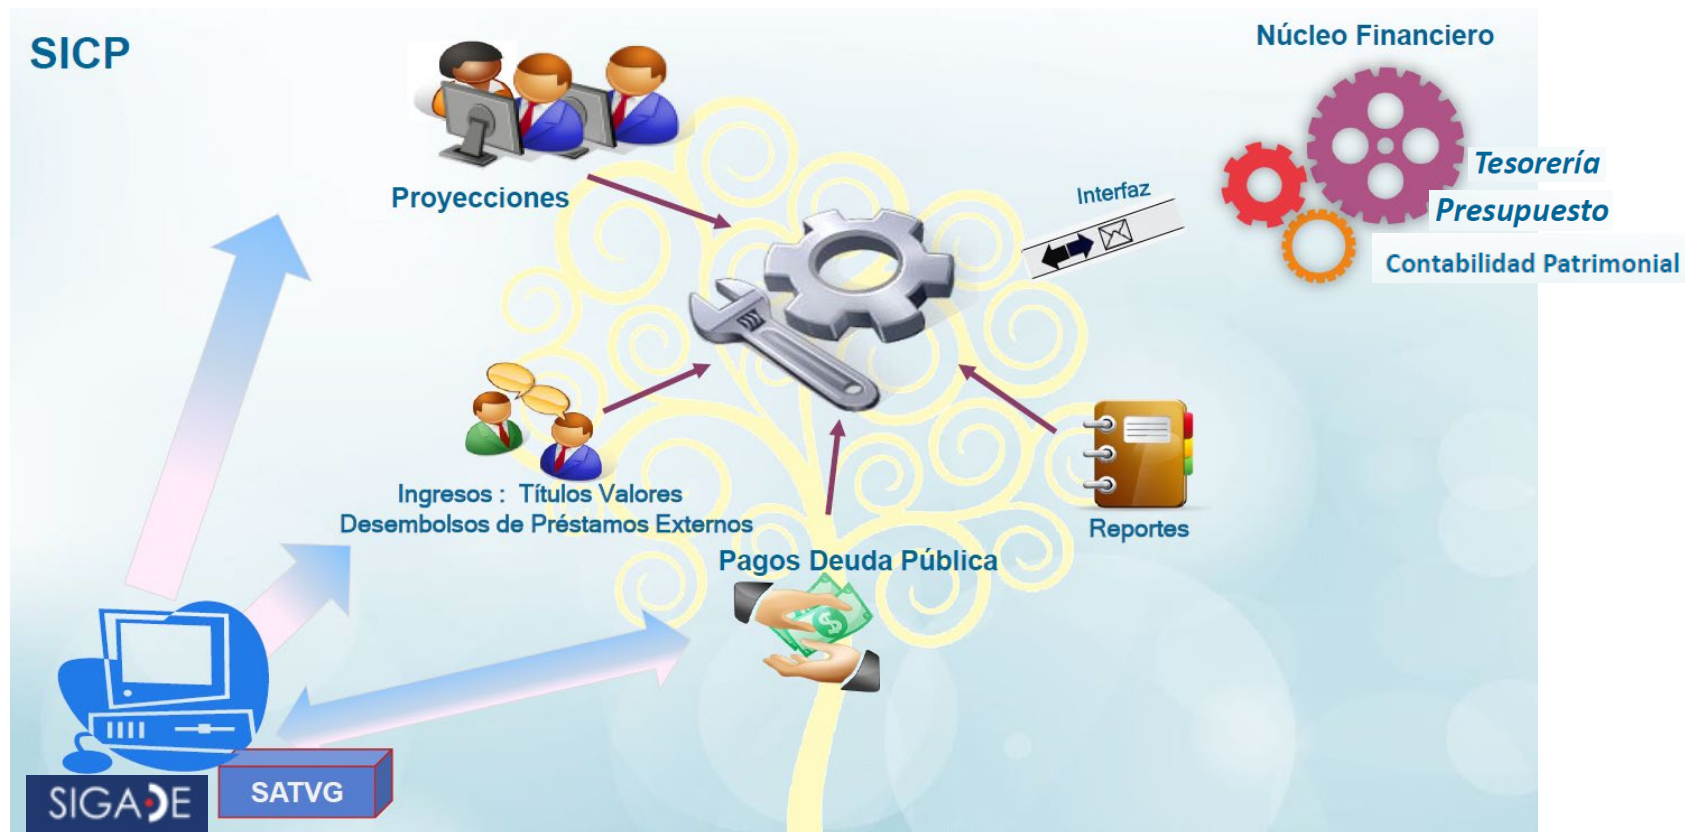 SICP
Núcleo Financiero
Tesorería
Presupuesto
Contabilidad Patrimonial
Interfaz
Proyecciones
Ingresos : Títulos Valores
Desembolsos de Préstamos Externos
Reportes
Pagos Deuda Pública
SATVG
SIGADE